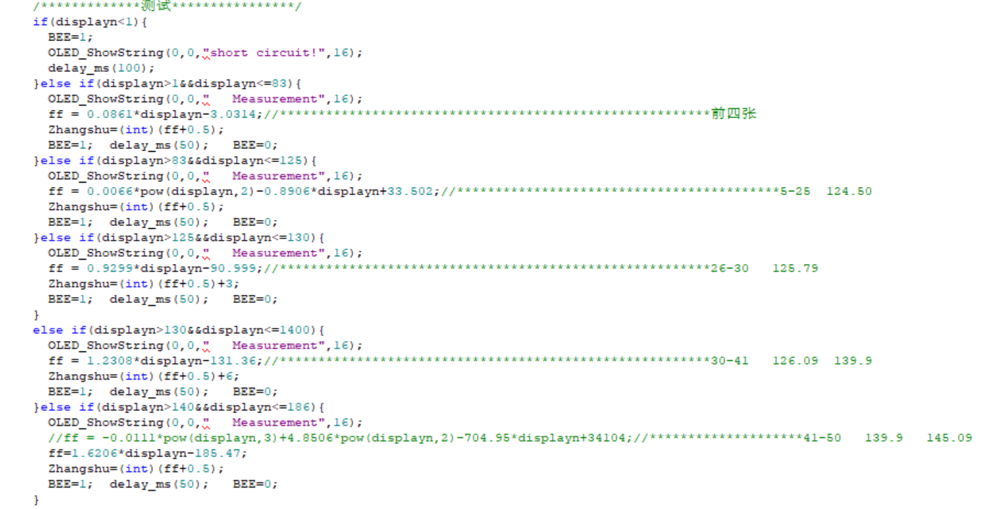 /*************测试****************/
if(displayn<1){
  BEE=1;
  OLED_ShowString(0,0,"short circuit!",16);
  delay_ms(100);
}else if(displayn>1&&displayn<=83){
  OLED_ShowString(0,0,"   Measurement",16);
  ff = 0.0861*displayn-3.0314;//********************************************************前四张
  Zhangshu=(int)(ff+0.5);
  BEE=1;  delay_ms(50);   BEE=0;
}else if(displayn>83&&displayn<=125){
  OLED_ShowString(0,0,"   Measurement",16);
  ff = 0.0066*pow(displayn,2)-0.8906*displayn+33.502;//******************************************5-25  124.50
  Zhangshu=(int)(ff+0.5);
  BEE=1;  delay_ms(50);   BEE=0;
}else if(displayn>125&&displayn<=130){
  OLED_ShowString(0,0,"   Measurement",16);
  ff = 0.9299*displayn-90.999;//********************************************************26-30   125.79
  Zhangshu=(int)(ff+0.5)+3;
  BEE=1;  delay_ms(50);   BEE=0;
}
else if(displayn>130&&displayn<=1400){
  OLED_ShowString(0,0,"   Measurement",16);
  ff = 1.2308*displayn-131.36;//********************************************************30-41   126.09  139.9
  Zhangshu=(int)(ff+0.5)+6;
  BEE=1;  delay_ms(50);   BEE=0;
}else if(displayn>140&&displayn<=186){
  OLED_ShowString(0,0,"   Measurement",16);
  //ff = -0.0111*pow(displayn,3)+4.8506*pow(displayn,2)-704.95*displayn+34104;//********************41-50   139.9   145.09
  ff=1.6206*displayn-185.47;
  Zhangshu=(int)(ff+0.5);
  BEE=1;  delay_ms(50);   BEE=0;
}